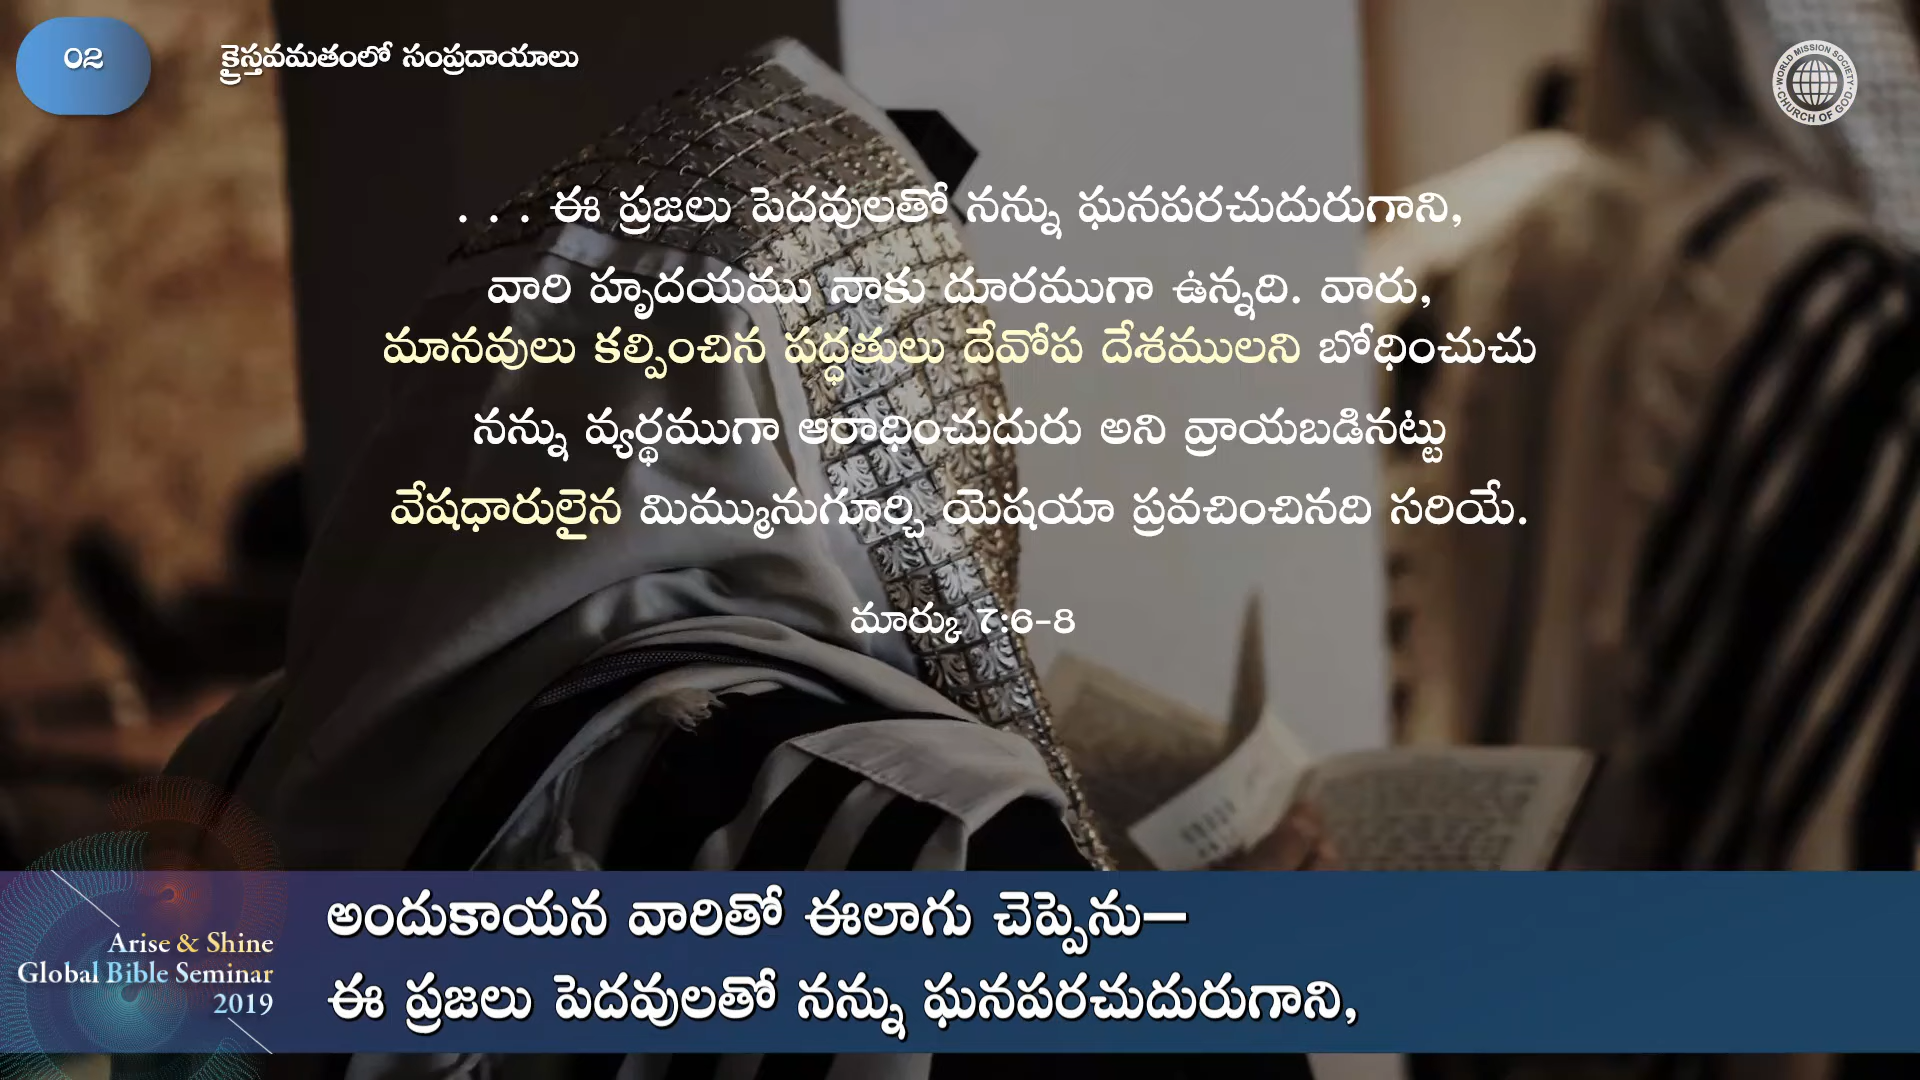 02
క్రైస్తవమతంలో సంప్రదాయాలు
WORLD MISSION SOCIETY
CHURCH OF GOD
. . . ఈ ప్రజలు పెదవులతో నన్ను ఘనపరచుదురుగాని,
వారి హృదయము నాకు దూరముగా ఉన్నది. వారు,
మానవులు కల్పించిన పద్ధతులు దేవోప దేశములని బోధించుచు
నన్ను వ్యర్థముగా ఆరాధించుదురు అని వ్రాయబడినట్టు
వేషధారులైన మిమ్మునుగూర్చి యెషయా ప్రవచించినది సరియే.
మార్కు 7:6-8
Arise & Shine
Global Bible Seminar
2019
అందుకాయన వారితో ఈలాగు చెప్పెను—
ఈ ప్రజలు పెదవులతో నన్ను ఘనపరచుదురుగాని,